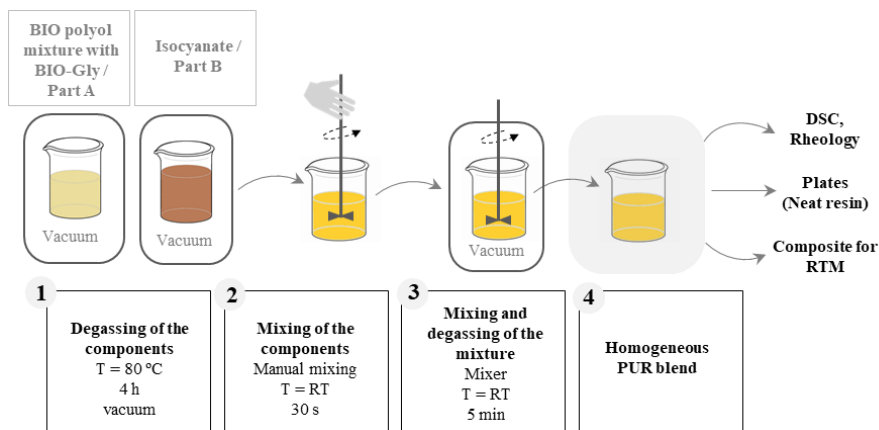 BIO polyol
mixture with
BIO-Gly /
Part A
Isocyanate /
Part B
Vacuum
Vacuum
Vacuum
DSC,
Rheology
Plates
(Neat resin)
Composite for
RTM
1
Degassing of the
components
T = 80 ºC
4 h
vacuum
2
Mixing of the
components
Manual mixing
T = RT
30 s
3
Mixing and
degassing of the
mixture
Mixer
T = RT
5 min
4
Homogeneous
PUR blend